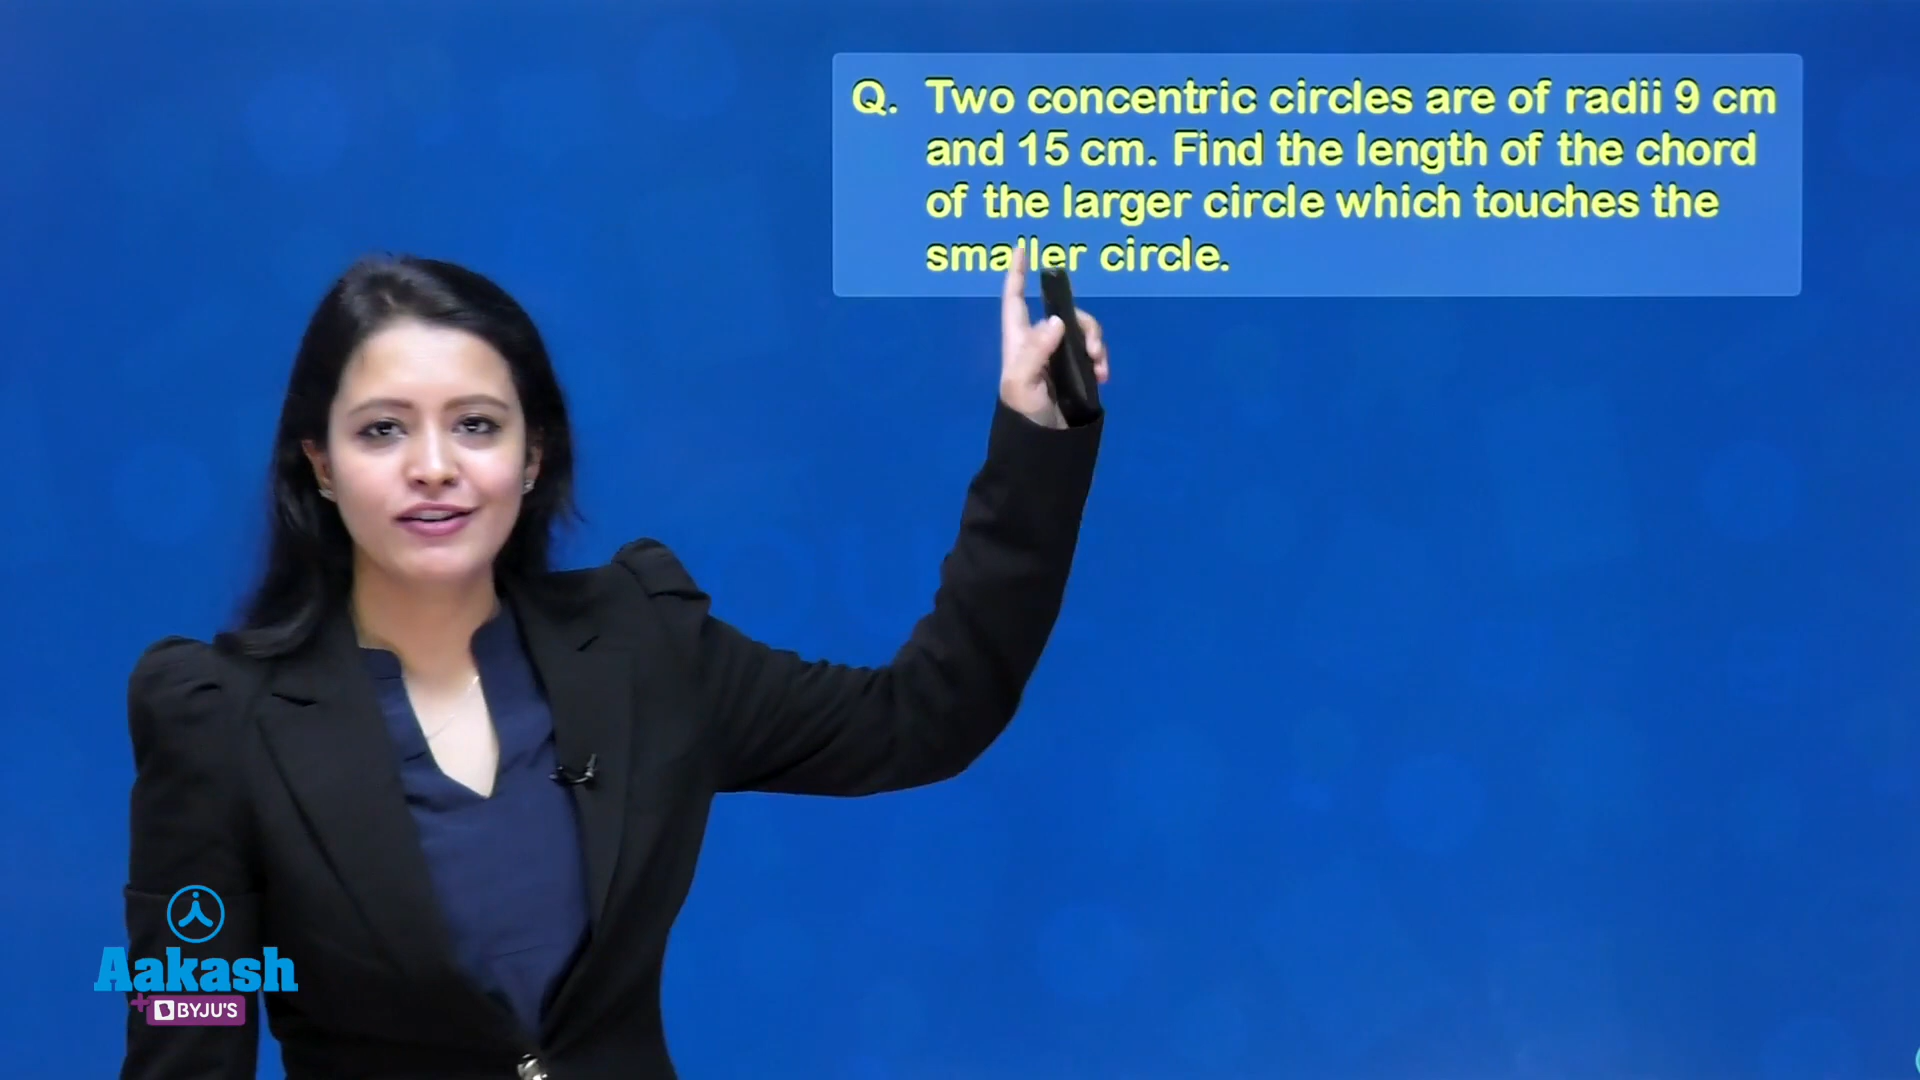 Q. Two concentric circles are of radii 9 cm
and 15 cm. Find the length of the chord
of the larger circle which touches the
smaller circle.
Aakash
+ BYJU'S